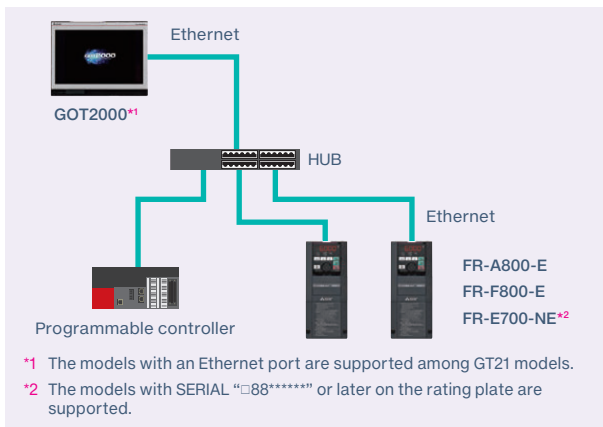 Ethernet
GOT2000
GOT2000*1
HUB
Ethernet
FR-A800-E
FR-F800-E
FR-E700-NE*2
Programmable controller
*1 The models with an Ethernet port are supported among GT21 models.
*2 The models with SERIAL “□88******” or later on the rating plate are
supported.